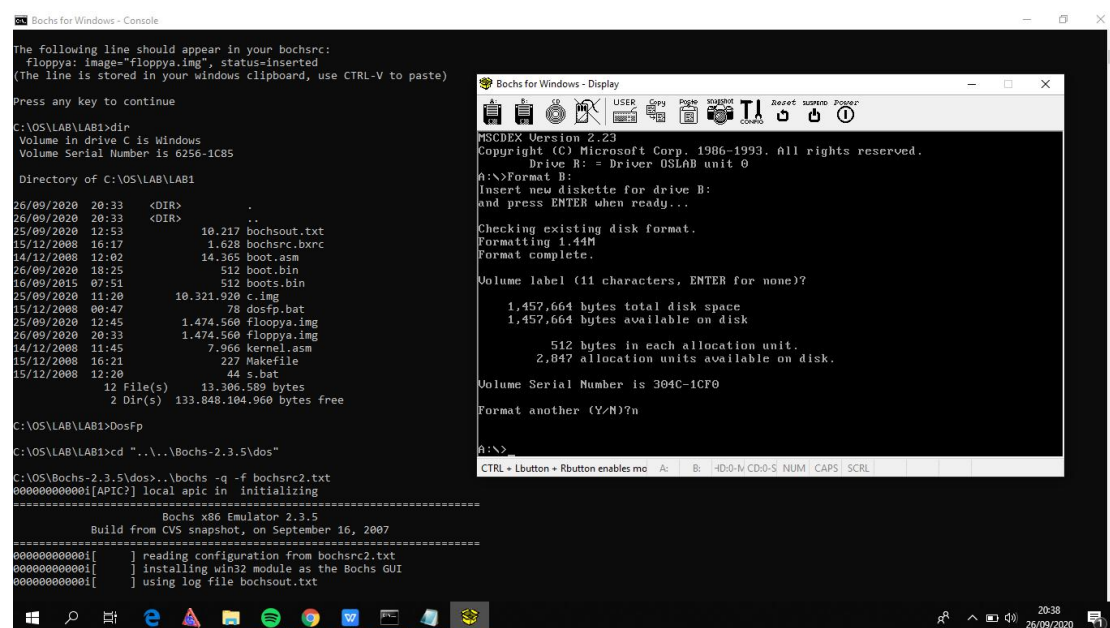 Bochs for Windows - Console
The following line should appear in your bochsrc:
floppya: image="floppya.img", status=inserted
(The line is stored in your windows clipboard, use CTRL-V to paste)
Press any key to continue
C:\OS\LAB\LAB1>dir
Volume in drive C is Windows
Volume Serial Number is 6256-1C85
Directory of C:\OS\LAB\LAB1
26/09/2020 20:33 <DIR> .
26/09/2020 20:33 <DIR> ..
25/09/2020 12:53 10.217 bochsout.txt
15/12/2008 16:17 1.628 bochsrc.bxrc
14/12/2008 12:02 14.365 boot.asm
26/09/2020 18:25 512 boot.bin
16/09/2015 07:51 512 boots.bin
25/09/2020 11:20 10.321.920 c.img
15/12/2008 00:47 78 dosfp.bat
25/09/2020 12:45 1.474.560 floopya.img
26/09/2020 20:33 1.474.560 floppya.img
14/12/2008 11:45 7.966 kernel.asm
15/12/2008 16:21 227 Makefile
15/12/2008 12:20 44 s.bat
12 File(s) 13.306.589 bytes
2 Dir(s) 133.848.104.960 bytes free
C:\OS\LAB\LAB1>DosFp
C:\OS\LAB\LAB1>cd "..\..\Bochs-2.3.5\dos"
C:\OS\Bochs-2.3.5\dos>..\bochs -q -f bochsrc2.txt
00000000000i[APIC?] local apic in initializing
========================================================================
Bochs x86 Emulator 2.3.5
Build from CVS snapshot, on September 16, 2007
========================================================================
00000000000i[ ] reading configuration from bochsrc2.txt
00000000000i[ ] installing win32 module as the Bochs GUI
00000000000i[ ] using log file bochsout.txt
Bochs for Windows - Display
A: B: CD USER Copy Paste snapshot CONFIG Reset SUSPEND Power
MSCDEX Version 2.23
Copyright (C) Microsoft Corp. 1986-1993. All rights reserved.
Drive R: = Driver OSLAB unit 0
A:\>Format B:
Insert new diskette for drive B:
and press ENTER when ready...
Checking existing disk format.
Formatting 1.44M
Format complete.
Volume label (11 characters, ENTER for none)?
1,457,664 bytes total disk space
1,457,664 bytes available on disk
512 bytes in each allocation unit.
2,847 allocation units available on disk.
Volume Serial Number is 304C-1CF0
Format another (Y/N)?n
A:\>_
CTRL + Lbutton + Rbutton enables mo A: B: HD:0-M CD:0-S NUM CAPS SCRL
20:38
26/09/2020